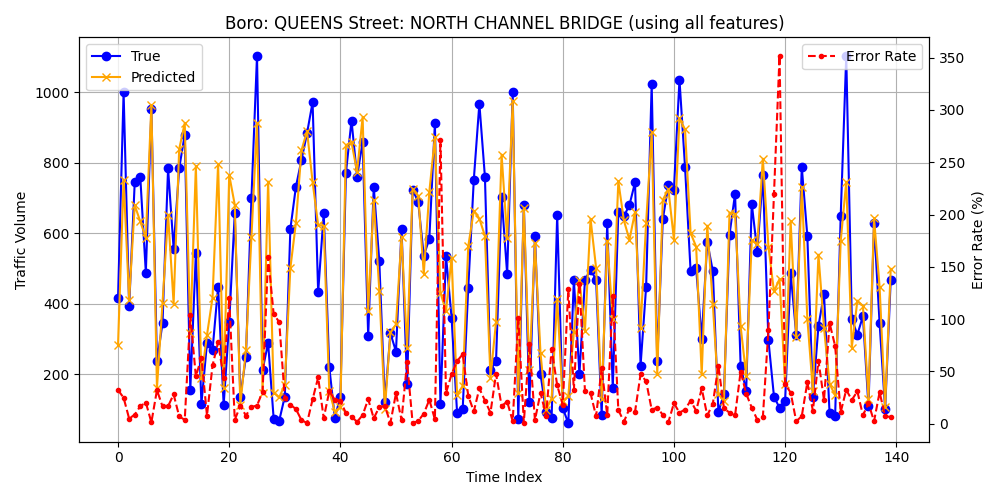 Boro: QUEENS Street: NORTH CHANNEL BRIDGE (using all features)
True
Predicted
Error Rate
Traffic Volume
1000
800
600
400
200
350
300
250
200
150
100
50
0
Error Rate (%)
0 20 40 60 80 100 120 140
Time Index